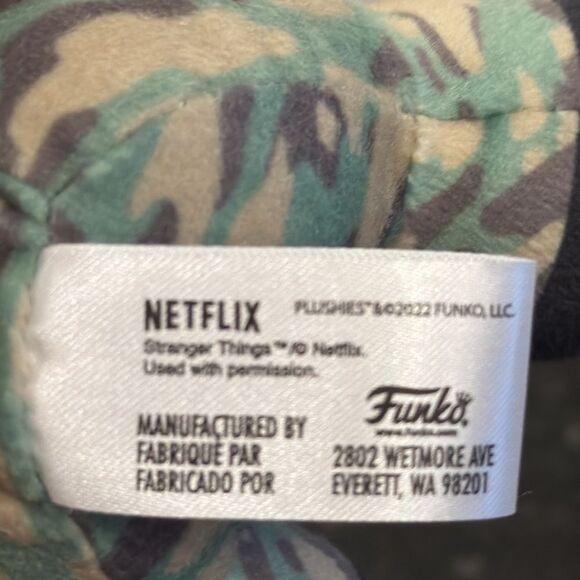 NETFLIX
Stranger Things™/© Netflix.
Used with permission.
PLUSHIES™&©2022 FUNKO, LLC.
Funko
www.funko.com
MANUFACTURED BY
FABRIQUÉ PAR
FABRICADO POR
2802 WETMORE AVE
EVERETT, WA 98201